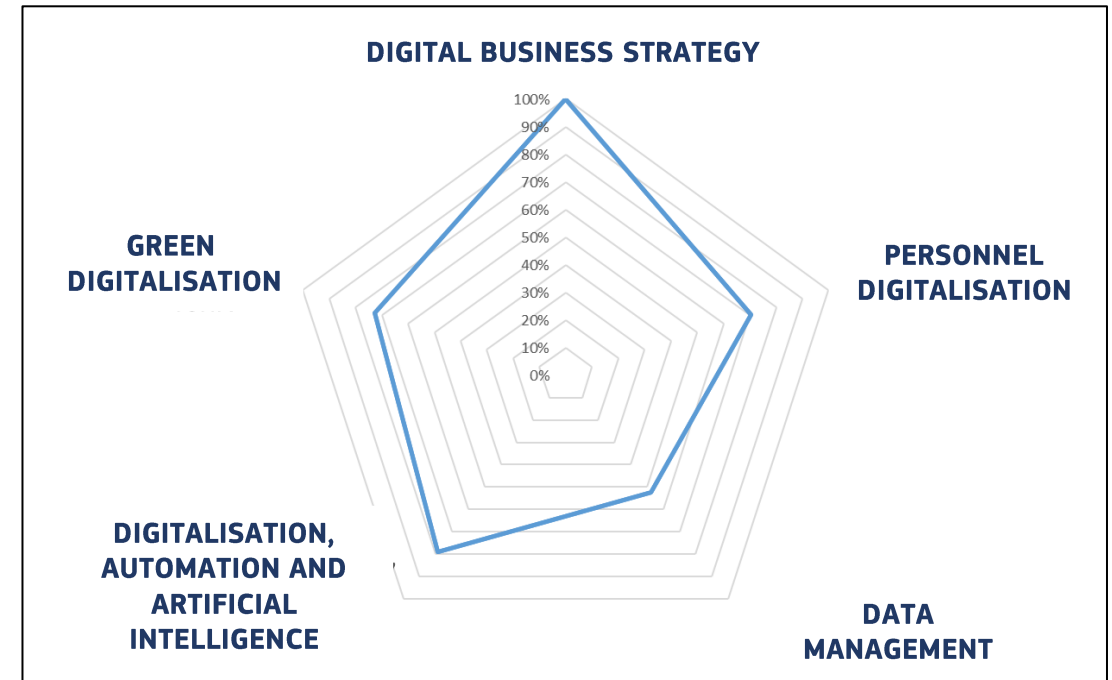 DIGITAL BUSINESS STRATEGY
100%
90%
80%
70%
60%
50%
40%
30%
20%
10%
0%
GREEN
DIGITALISATION
PERSONNEL
DIGITALISATION
DIGITALISATION,
AUTOMATION AND
ARTIFICIAL
INTELLIGENCE
DATA
MANAGEMENT